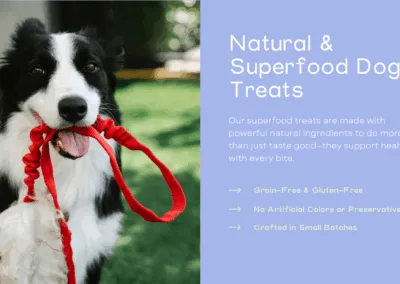 Natural &
Superfood Dog
Treats
Our superfood treats are made with
powerful natural ingredients to do more
than just taste good—they support heal
with every bite.
→ Grain-Free & Gluten-Free
→ No Artificial Colors or Preservative
→ Crafted in Small Batches